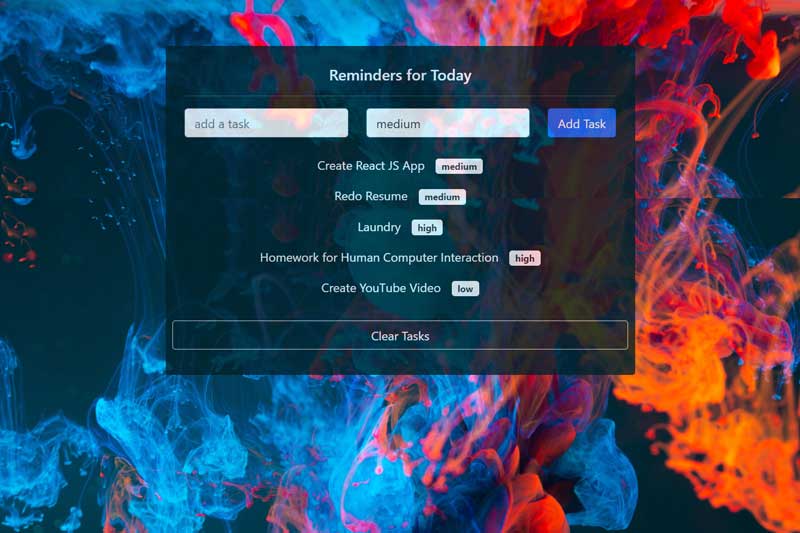 Reminders for Today
add a task medium Add Task
Create React JS App medium
Redo Resume medium
Laundry high
Homework for Human Computer Interaction high
Create YouTube Video low
Clear Tasks